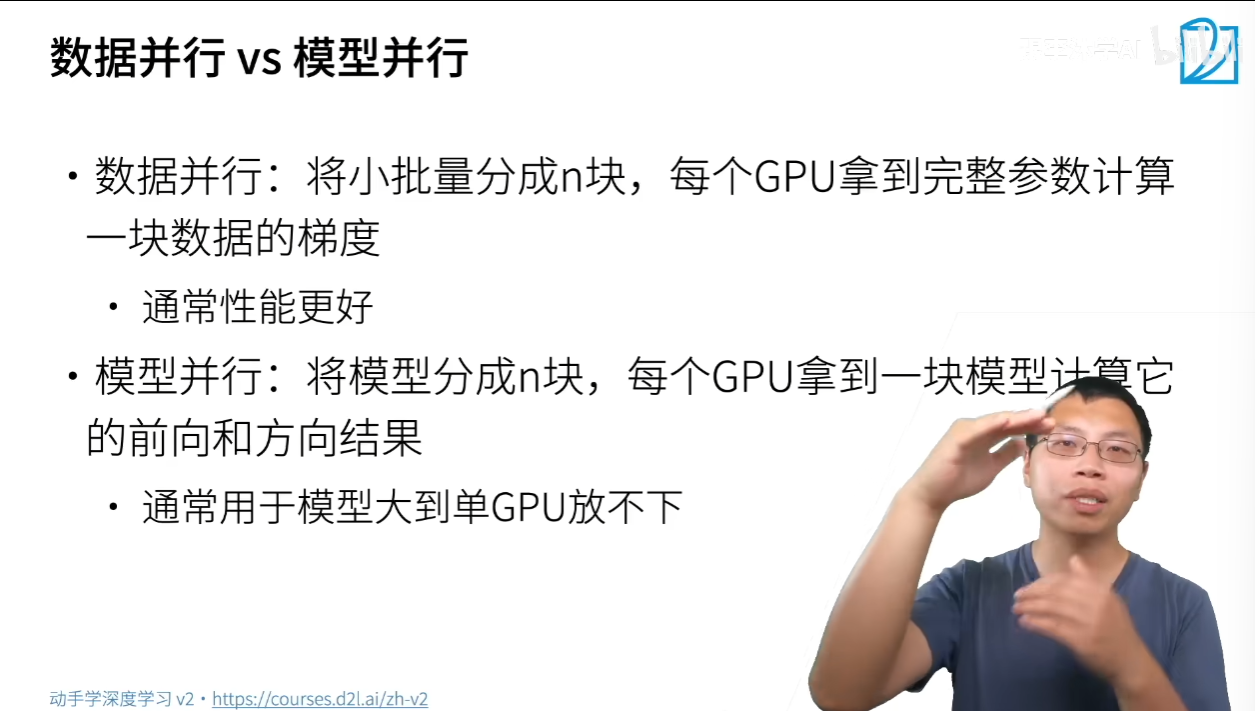 数据并行 vs 模型并行
• 数据并行：将小批量分成n块，每个GPU拿到完整参数计算
一块数据的梯度
• 通常性能更好
• 模型并行：将模型分成n块，每个GPU拿到一块模型计算它
的前向和方向结果
• 通常用于模型大到单GPU放不下
动手学深度学习 v2 • https://courses.d2l.ai/zh-v2